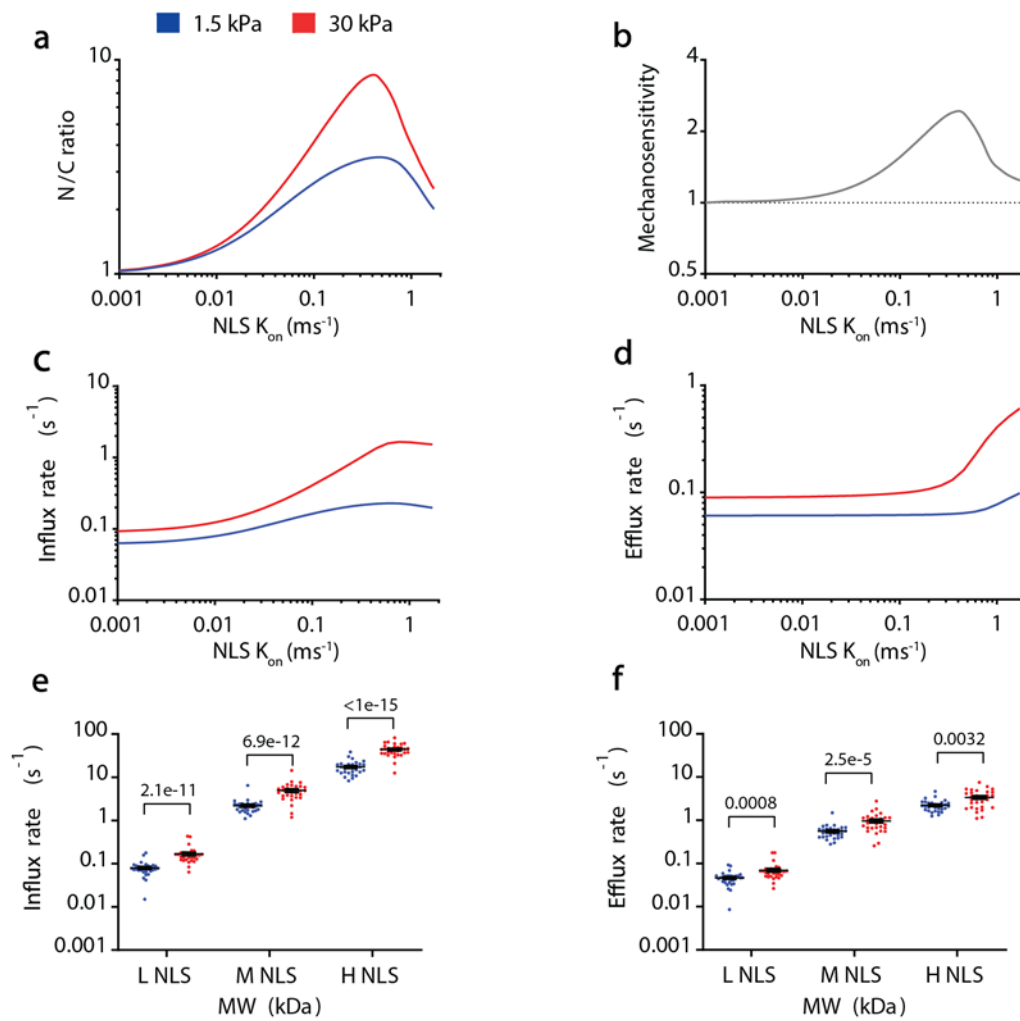 1.5 kPa 30 kPa
a
10
1
N/C ratio
0.001 0.01 0.1 1
NLS Kon (ms-1)
b
4
2
1
0.5
Mechanosensitivity
0.001 0.01 0.1 1
NLS Kon (ms-1)
c
10
1
0.1
0.01
Influx rate (s-1)
0.001 0.01 0.1 1
NLS Kon (ms-1)
d
1
0.1
0.01
Efflux rate (s-1)
0.001 0.01 0.1 1
NLS Kon (ms-1)
e
100
10
1
0.1
0.01
0.001
Influx rate (s-1)
2.1e-11
6.9e-12
<1e-15
L NLS M NLS H NLS
MW (kDa)
f
100
10
1
0.1
0.01
0.001
Efflux rate (s-1)
0.0008
2.5e-5
0.0032
L NLS M NLS H NLS
MW (kDa)